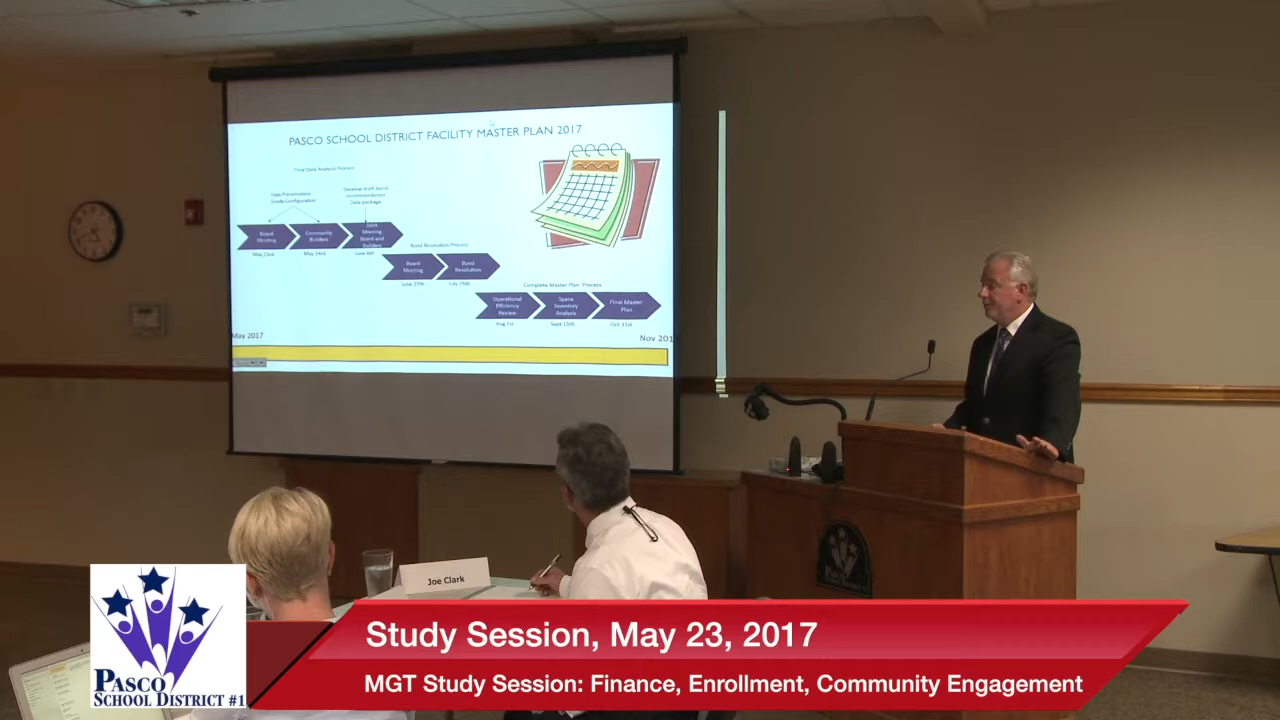 PASCO SCHOOL DISTRICT FACILITY MASTER PLAN 2017
Final Data Analysis Process
Data Presentation
Grade Configuration
Develop draft bond
recommendation
Data package
Board
Meeting
Community
Builders
Joint
Meeting
Board and
Builders
May 23rd
May 24rd
June 8th
Bond Resolution Process
Board
Meeting
Bond
Resolution
June 27th
Complete Master Plan Process
Operational
Efficiency
Review
Space
Inventory
Analysis
Final Master
Plan
Aug 1st
Sept 15th
Oct 31st
May 2017
Nov 201
Joe Clark
PASCO
SCHOOL DISTRICT #1
Study Session, May 23, 2017
MGT Study Session: Finance, Enrollment, Community Engagement